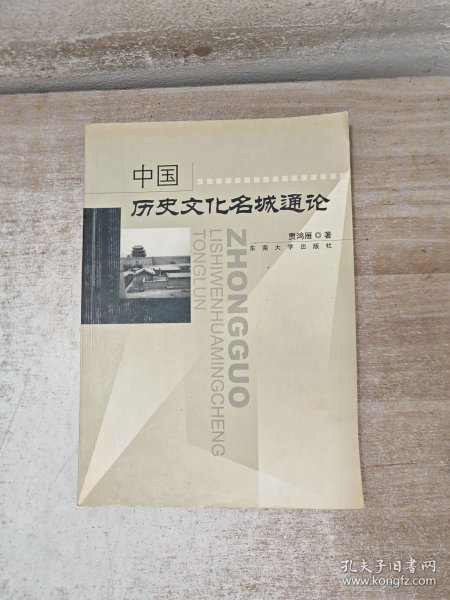 中国
历史文化名城通论
贾鸿雁◎著
东南大学出版社
ZHONGGUO
LISHIWENHUAMINGCHENG
TONGLUN
孔夫子旧书网
www.kongfz.com